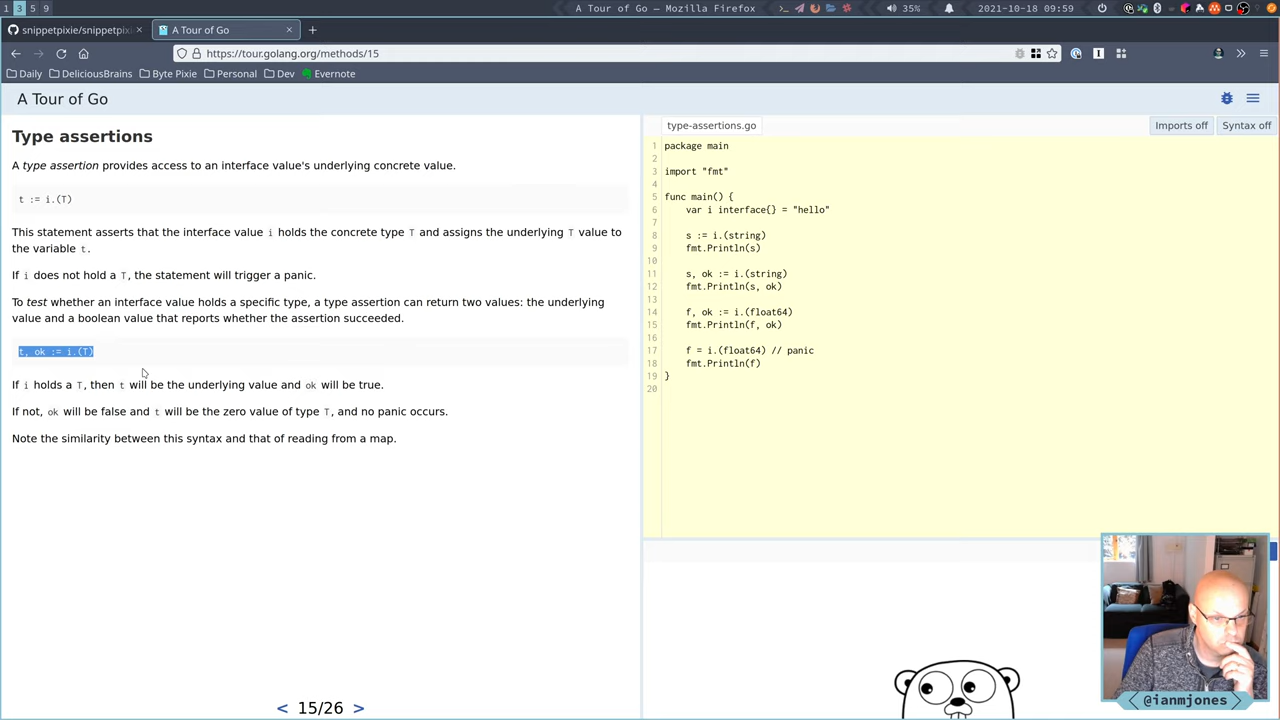 1 3 5 9
A Tour of Go — Mozilla Firefox
35%
2021-10-18 09:59
snippetpixie/snippetpixi
A Tour of Go
https://tour.golang.org/methods/15
Daily
DeliciousBrains
Byte Pixie
Personal
Dev
Evernote
A Tour of Go
Type assertions
A type assertion provides access to an interface value's underlying concrete value.
t := i.(T)
This statement asserts that the interface value i holds the concrete type T and assigns the underlying T value to
the variable t.
If i does not hold a T, the statement will trigger a panic.
To test whether an interface value holds a specific type, a type assertion can return two values: the underlying
value and a boolean value that reports whether the assertion succeeded.
t, ok := i.(T)
If i holds a T, then t will be the underlying value and ok will be true.
If not, ok will be false and t will be the zero value of type T, and no panic occurs.
Note the similarity between this syntax and that of reading from a map.
< 15/26 >
type-assertions.go
Imports off
Syntax off
1 package main
2
3 import "fmt"
4
5 func main() {
6 var i interface{} = "hello"
7
8 s := i.(string)
9 fmt.Println(s)
10
11 s, ok := i.(string)
12 fmt.Println(s, ok)
13
14 f, ok := i.(float64)
15 fmt.Println(f, ok)
16
17 f = i.(float64) // panic
18 fmt.Println(f)
19 }
20
@ianmjones